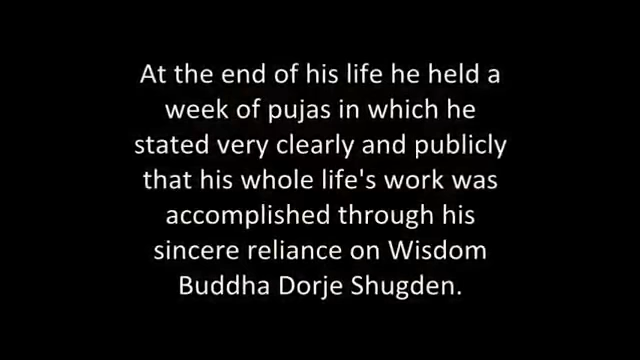 At the end of his life he held a
week of pujas in which he
stated very clearly and publicly
that his whole life's work was
accomplished through his
sincere reliance on Wisdom
Buddha Dorje Shugden.